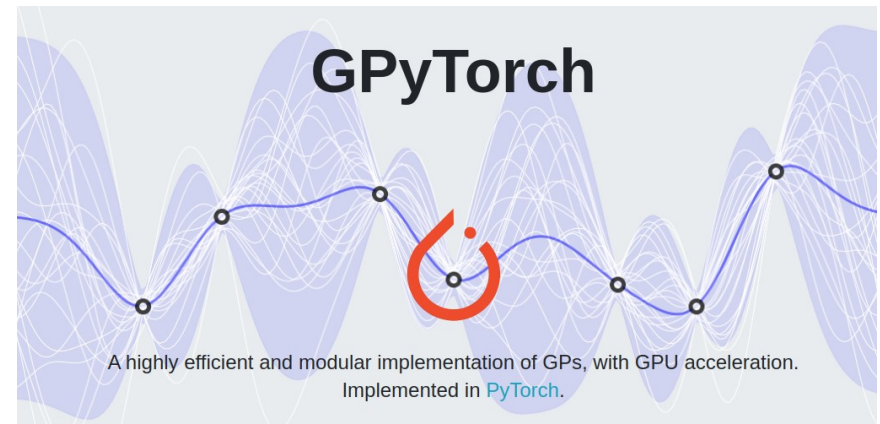 GPyTorch
A highly efficient and modular implementation of GPs, with GPU acceleration.
Implemented in PyTorch.